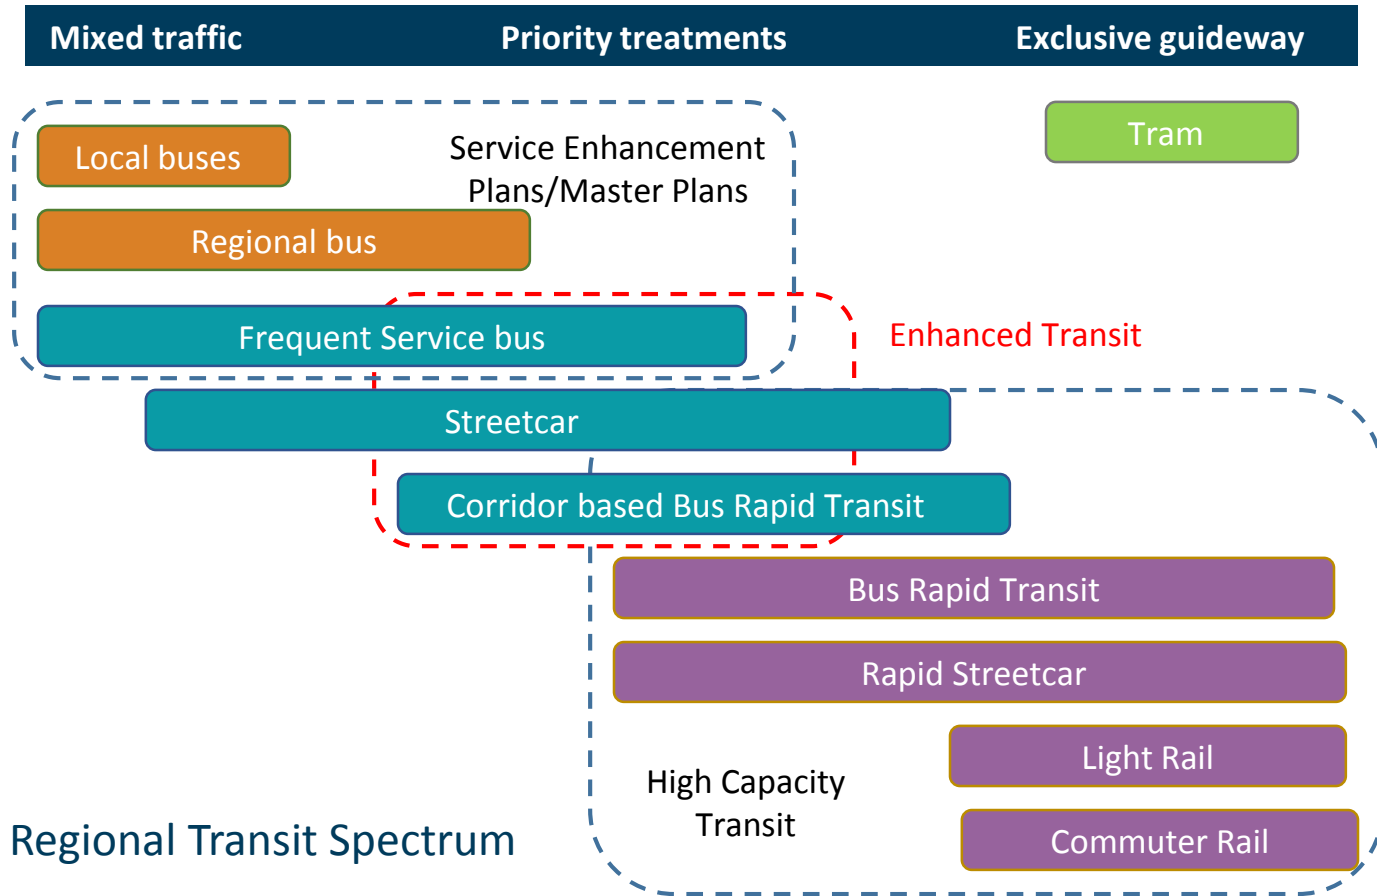 Mixed traffic Priority treatments Exclusive guideway
Tram
Local buses
Service Enhancement
Plans/Master Plans
Regional bus
Frequent Service bus
Enhanced Transit
Streetcar
Corridor based Bus Rapid Transit
Bus Rapid Transit
Rapid Streetcar
Light Rail
High Capacity
Transit
Commuter Rail
Regional Transit Spectrum